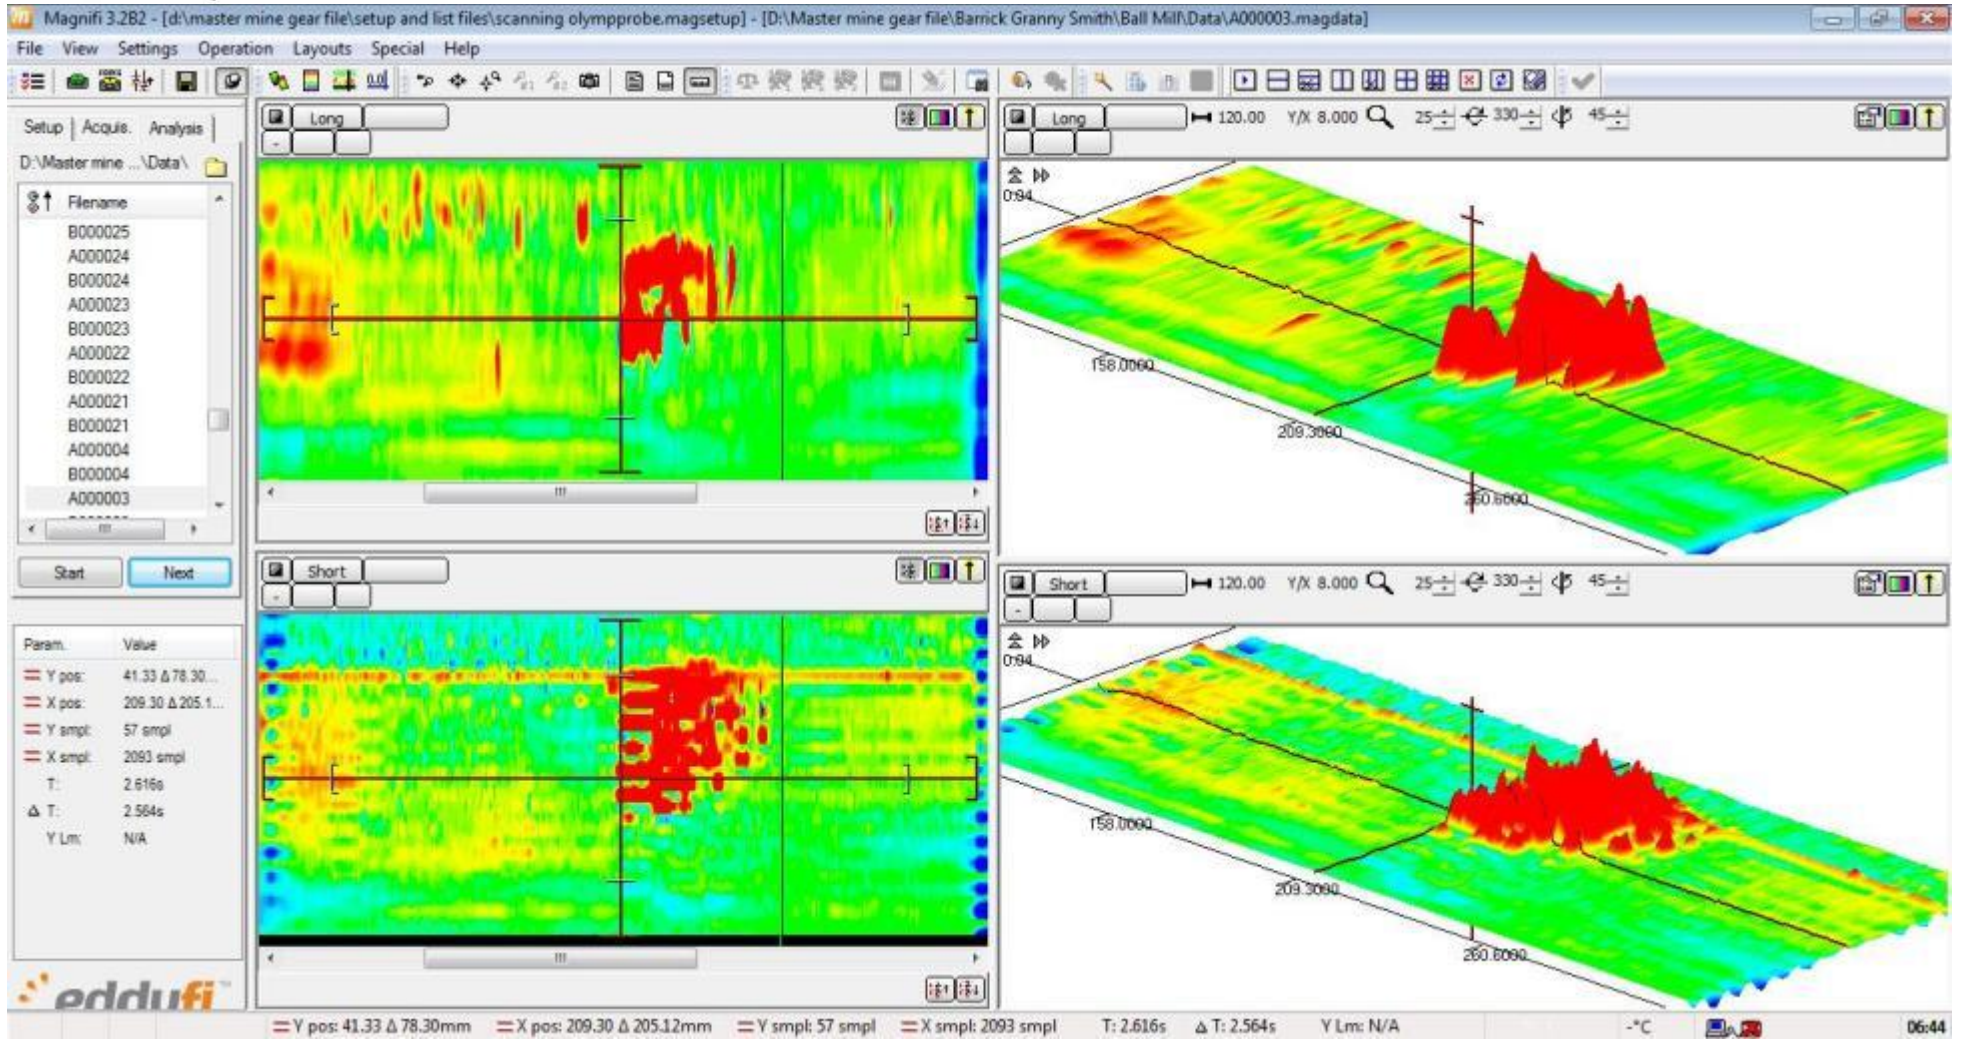 Magnifi 3.2B2 - [d:\master mine gear file\setup and list files\scanning olympprobe.magsetup] - [D:\Master mine gear file\Barrick Granny Smith\Ball Mill\Data\A000003.magdata]
File View Settings Operation Layouts Special Help
Setup Acquis. Analysis
D:\Master mine ...\Data\
Filename
B000025
A000024
B000024
A000023
B000023
A000022
B000022
A000021
B000021
A000004
B000004
A000003
Start Next
Param. Value
Y pos: 41.33 Δ 78.30...
X pos: 209.30 Δ 205.1...
Y smpl: 57 smpl
X smpl: 2093 smpl
T: 2.616s
Δ T: 2.564s
Y Lm: N/A
eddyfi
Long
-
Long 120.00 Y/X 8.000 25 330 45
0.04
158.0000
209.3000
260.6000
Short
-
Short 120.00 Y/X 8.000 25 330 45
-
0.04
158.0000
209.3000
260.6000
Y pos: 41.33 Δ 78.30mm X pos: 209.30 Δ 205.12mm Y smpl: 57 smpl X smpl: 2093 smpl T: 2.616s Δ T: 2.564s Y Lm: N/A -°C 06:44